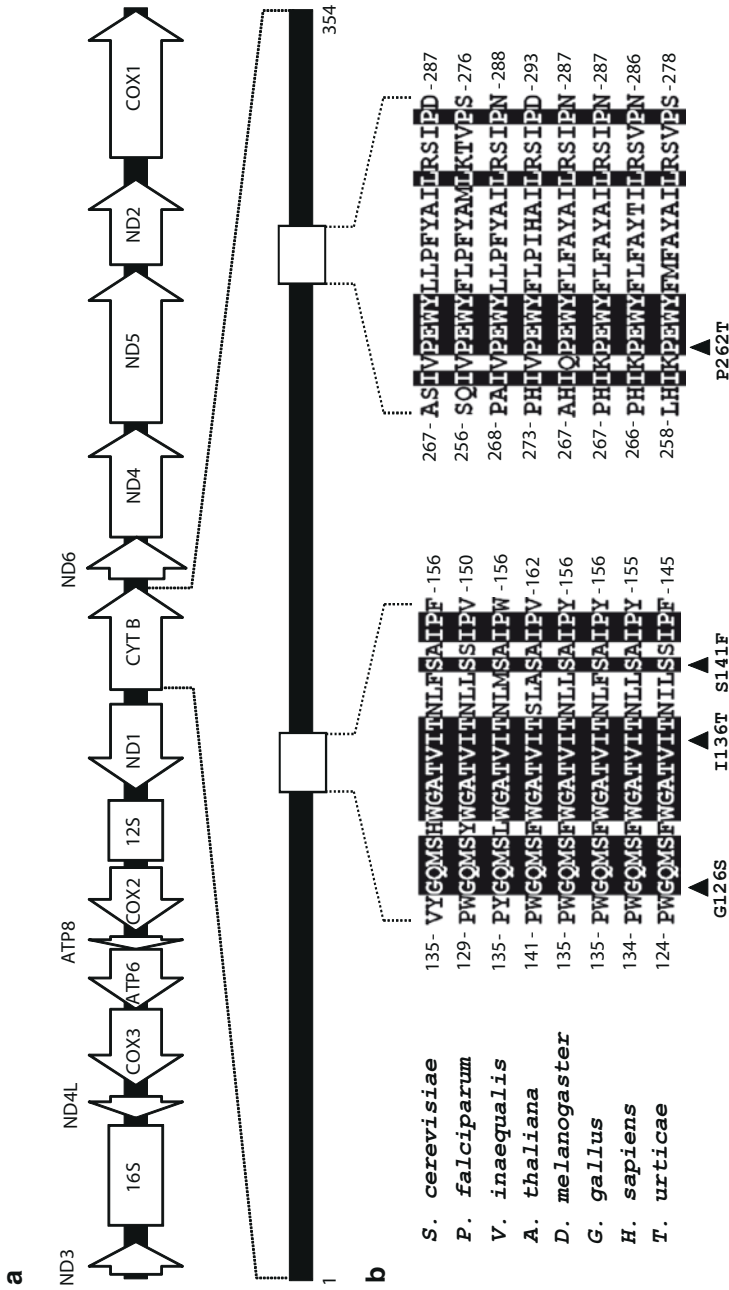 a
ND3 16S ND4L COX3 ATP6 ATP8 COX2 12S ND1 CYT B ND6 ND4 ND5 ND2 COX1
1 354
b
S. cerevisiae 135- VYGQMSHWGATVITNLFSAIPF -156 267- ASIVPEWYLLPFYAILRSIPD -287
P. falciparum 129- PWGQMSYWGATVITNLLSSIPV -150 256- SQIVPEWYFLPFYAMLKTVPS -276
V. inaequalis 135- PYGQMSLWGATVITNLMSAIPW -156 268- PAIVPEWYLLPFYAILRSIPN -288
A. thaliana 141- PWGQMSFWGATVITSLASAIPV -162 273- PHIVPEWYFLPIHAILRSIPD -293
D. melanogaster 135- PWGQMSFWGATVITNLLSAIPY -156 267- AHIQPEWYFLFAYAILRSIPN -287
G. gallus 135- PWGQMSFWGATVITNLFSAIPY -156 267- PHIKPEWYFLFAYAILRSIPN -287
H. sapiens 134- PWGQMSFWGATVITNLLSAIPY -155 266- PHIKPEWYFLFAYTILRSVPN -286
T. urticae 124- PWGQMSFWGATVITNILSSIPF -145 258- LHIKPEWYFMFAYAILRSVPS -278
G126S I136T S141F P262T